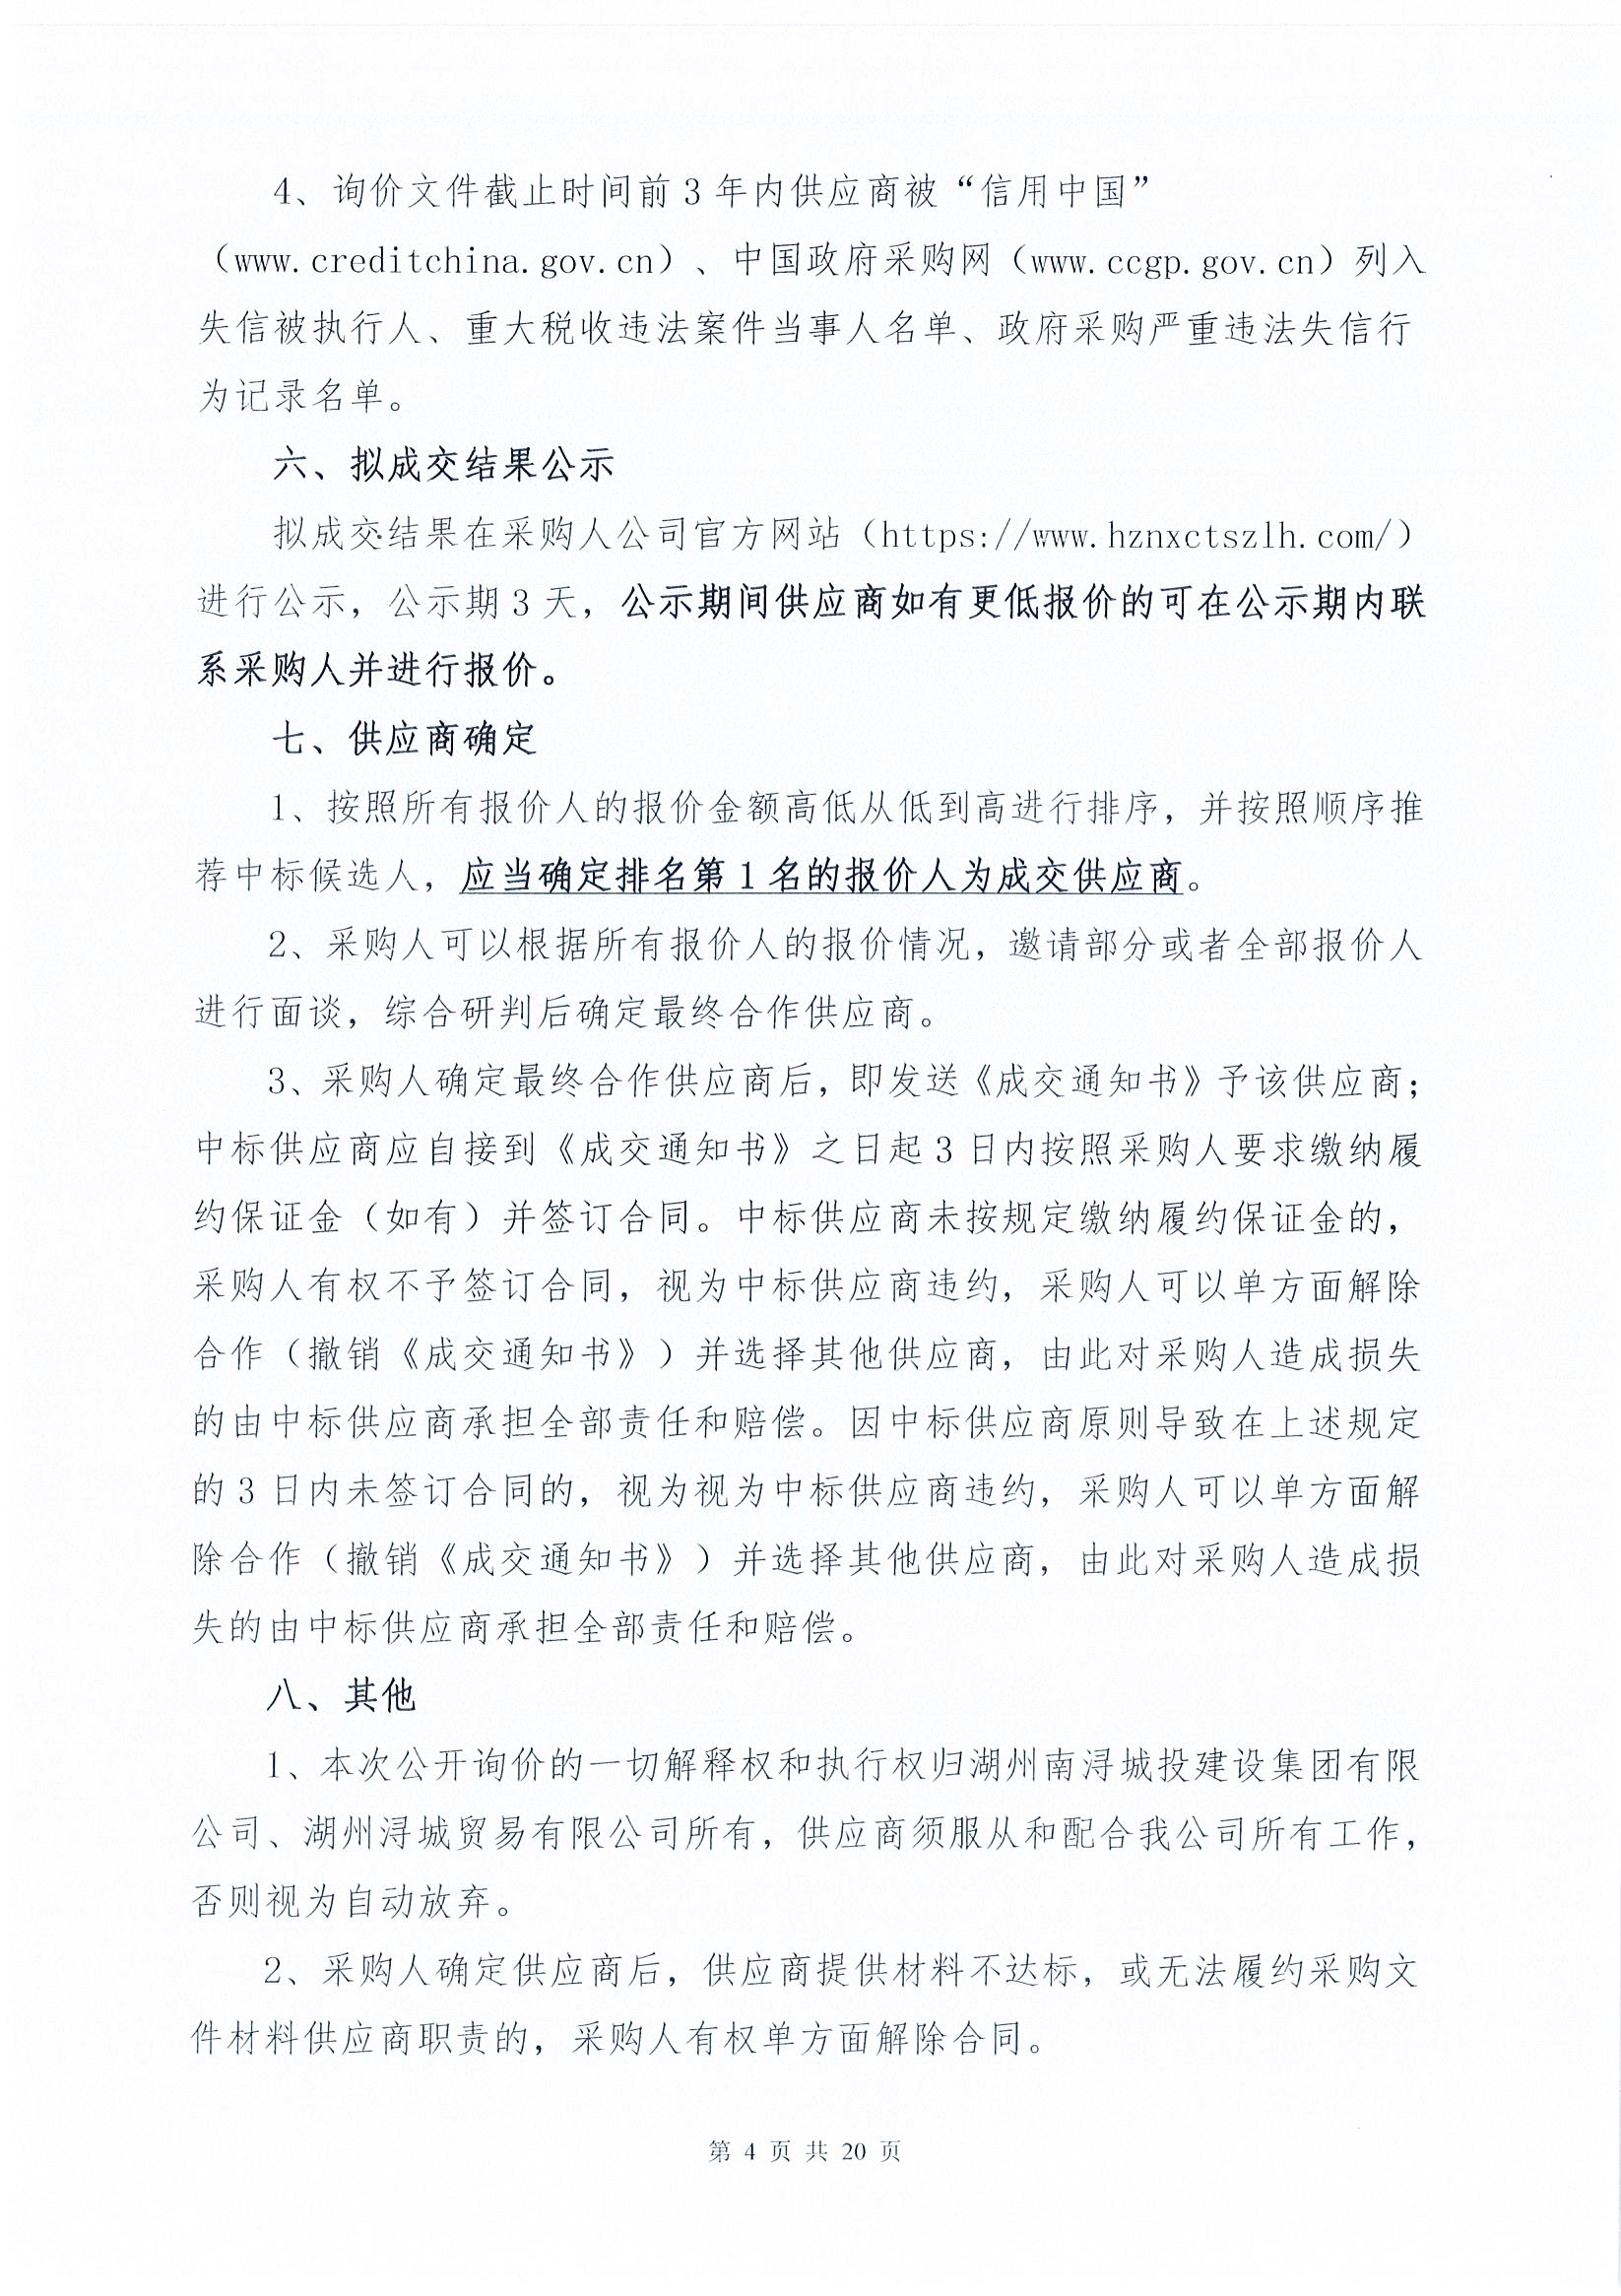 4、询价文件截止时间前 3 年内供应商被“信用中国”
（www.creditchina.gov.cn）、中国政府采购网（www.ccgp.gov.cn）列入
失信被执行人、重大税收违法案件当事人名单、政府采购严重违法失信行
为记录名单。
六、拟成交结果公示
拟成交结果在采购人公司官方网站（https://www.hznxctszlh.com/）
进行公示，公示期 3 天，公示期间供应商如有更低报价的可在公示期内联
系采购人并进行报价。
七、供应商确定
1、按照所有报价人的报价金额高低从低到高进行排序，并按照顺序推
荐中标候选人，应当确定排名第 1 名的报价人为成交供应商。
2、采购人可以根据所有报价人的报价情况，邀请部分或者全部报价人
进行面谈，综合研判后确定最终合作供应商。
3、采购人确定最终合作供应商后，即发送《成交通知书》予该供应商；
中标供应商应自接到《成交通知书》之日起 3 日内按照采购人要求缴纳履
约保证金（如有）并签订合同。中标供应商未按规定缴纳履约保证金的，
采购人有权不予签订合同，视为中标供应商违约，采购人可以单方面解除
合作（撤销《成交通知书》）并选择其他供应商，由此对采购人造成损失
的由中标供应商承担全部责任和赔偿。因中标供应商原则导致在上述规定
的 3 日内未签订合同的，视为视为中标供应商违约，采购人可以单方面解
除合作（撤销《成交通知书》）并选择其他供应商，由此对采购人造成损
失的由中标供应商承担全部责任和赔偿。
八、其他
1、本次公开询价的一切解释权和执行权归湖州南浔城投建设集团有限
公司、湖州浔城贸易有限公司所有，供应商须服从和配合我公司所有工作，
否则视为自动放弃。
2、采购人确定供应商后，供应商提供材料不达标，或无法履约采购文
件材料供应商职责的，采购人有权单方面解除合同。
第 4 页 共 20 页